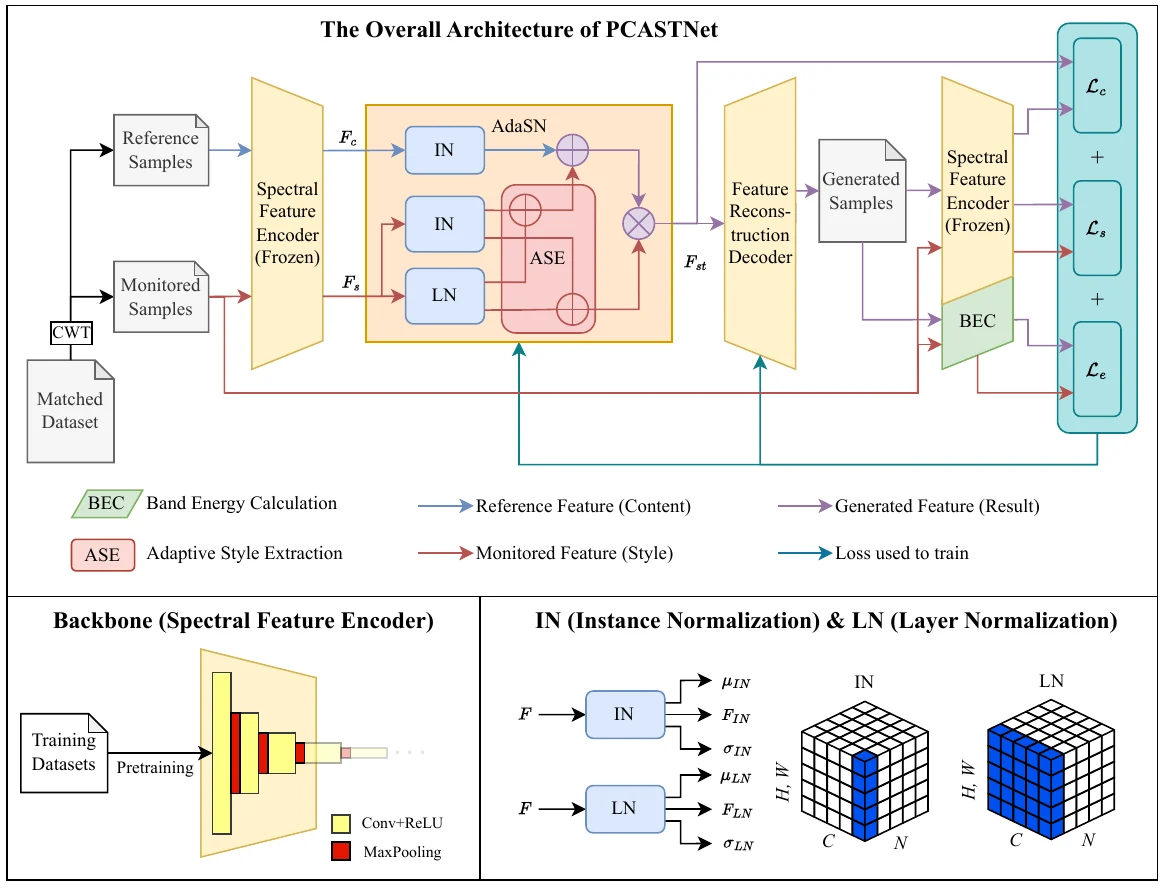 The Overall Architecture of PCASTNet
Reference
Samples
Monitored
Samples
CWT
Matched
Dataset
Spectral
Feature
Encoder
(Frozen)
F_c
F_s
AdaSN
IN
IN
LN
ASE
F_st
Feature
Recons-
truction
Decoder
Generated
Samples
Spectral
Feature
Encoder
(Frozen)
BEC
ℒ_c
+
ℒ_s
+
ℒ_e
BEC
Band Energy Calculation
Reference Feature (Content)
Generated Feature (Result)
ASE
Adaptive Style Extraction
Monitored Feature (Style)
Loss used to train
Backbone (Spectral Feature Encoder)
Training
Datasets
Pretraining
Conv+ReLU
MaxPooling
IN (Instance Normalization) & LN (Layer Normalization)
F
IN
μ_IN
F_IN
σ_IN
F
LN
μ_LN
F_LN
σ_LN
IN
H, W
C
N
LN
H, W
C
N